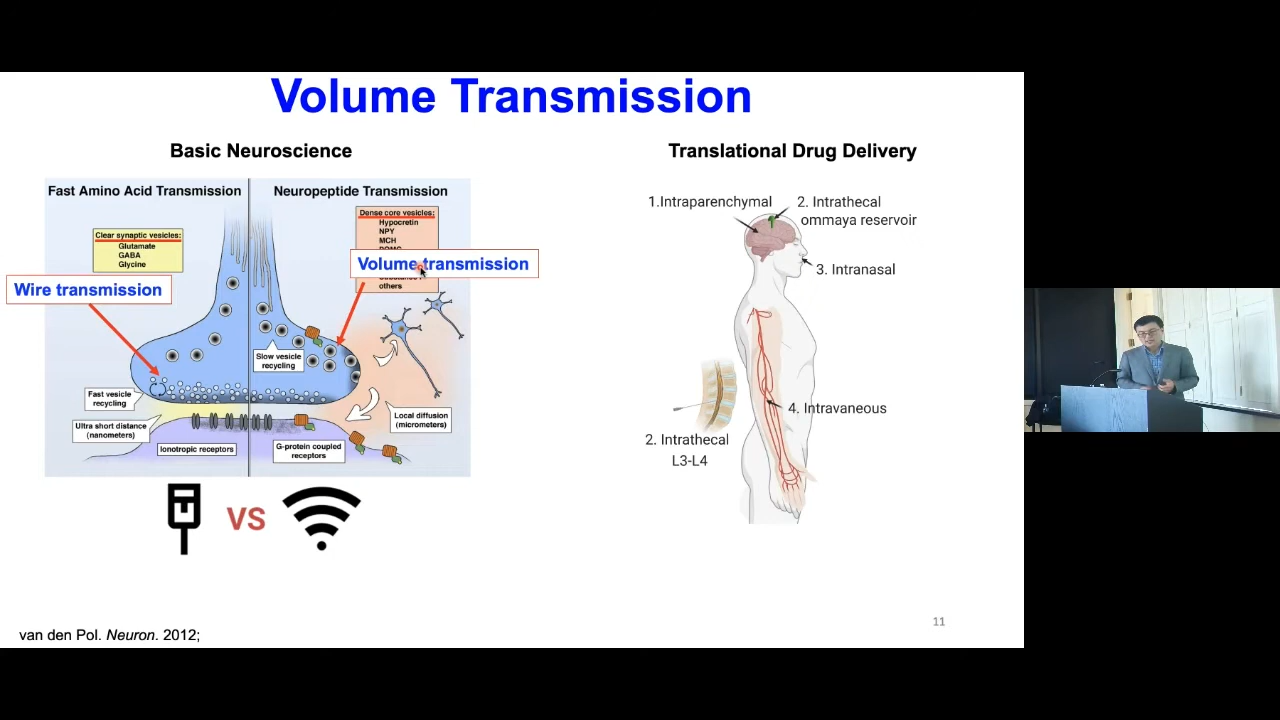 Volume Transmission
Basic Neuroscience
Fast Amino Acid Transmission
Neuropeptide Transmission
Clear synaptic vesicles:
Glutamate
GABA
Glycine
Dense core vesicles:
Hypocretin
NPY
MCH
others
Volume transmission
Wire transmission
Slow vesicle
recycling
Fast vesicle
recycling
Ultra short distance
(nanometers)
Local diffusion
(micrometers)
Ionotropic receptors
G-protein coupled
receptors
VS
Translational Drug Delivery
1.Intraparenchymal
2. Intrathecal
ommaya reservoir
3. Intranasal
4. Intravaneous
2. Intrathecal
L3-L4
van den Pol. Neuron. 2012;
11